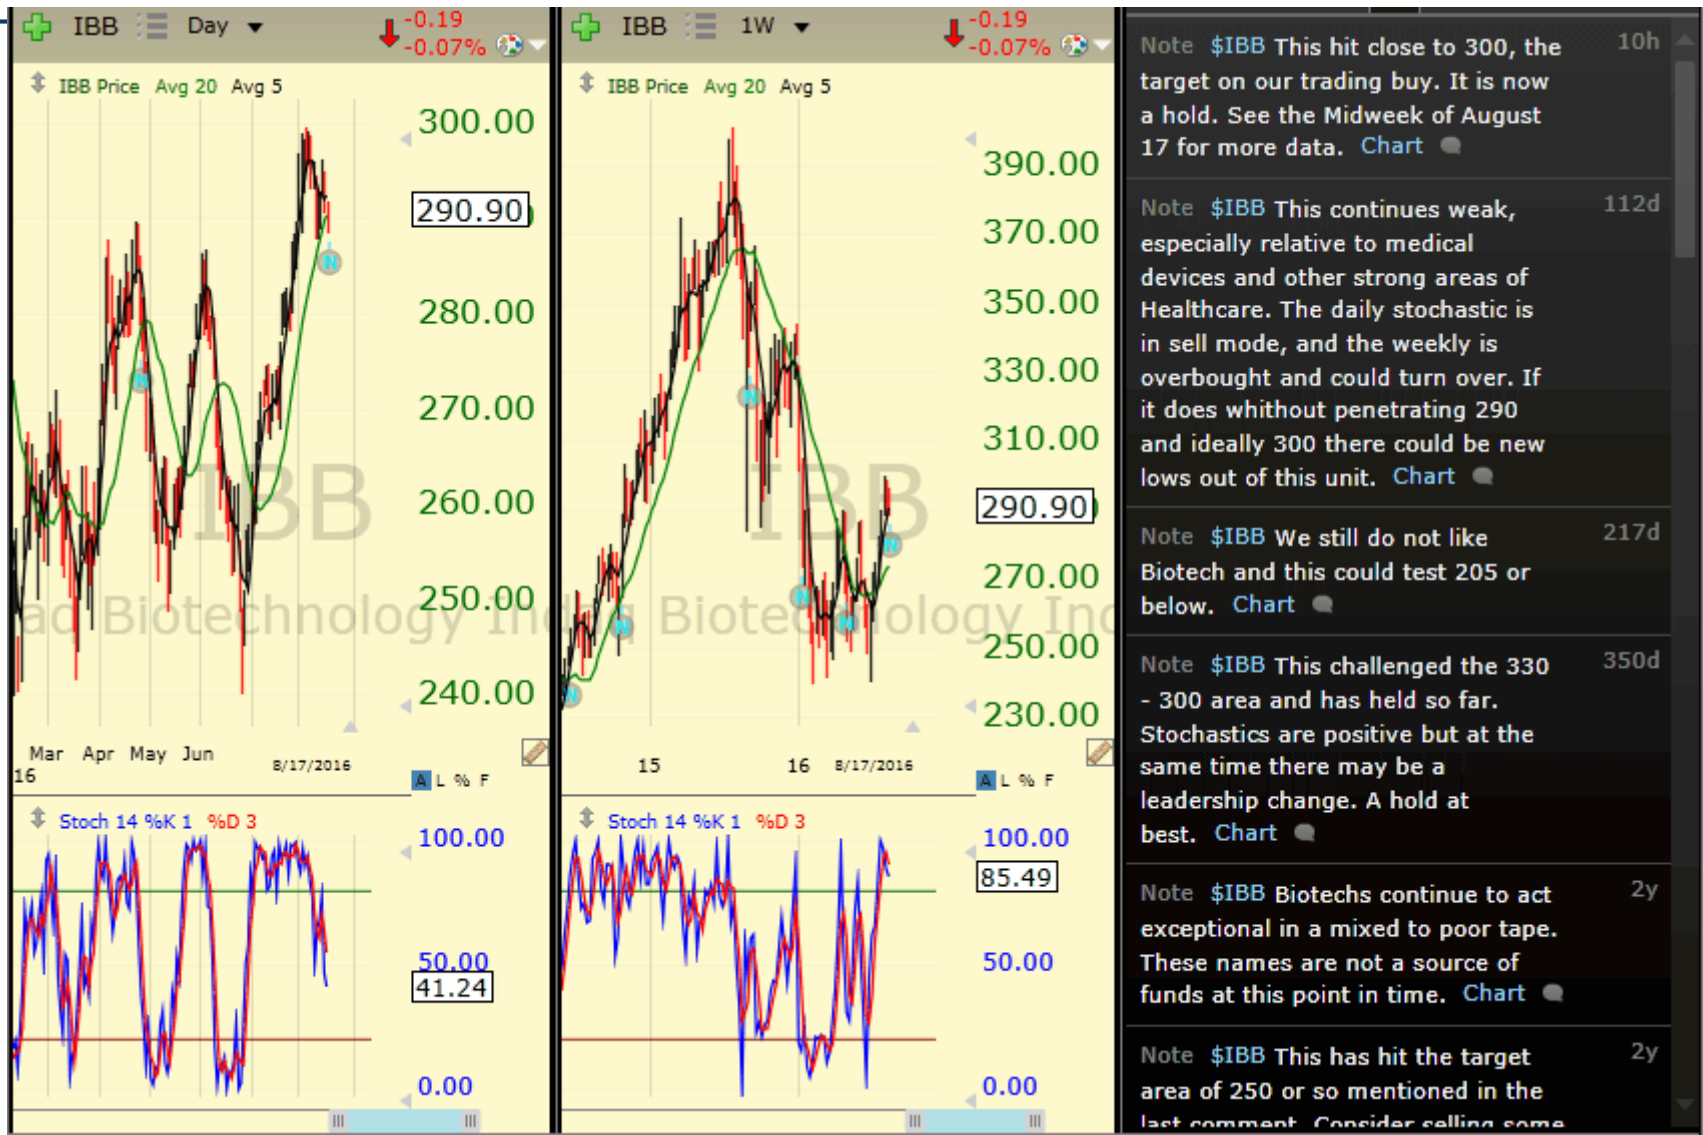 IBB Day -0.19
-0.07%
IBB Price Avg 20 Avg 5
300.00
290.90
280.00
270.00
260.00
250.00
240.00
IBB
Mar Apr May Jun 8/17/2016
16
A L % F
Stoch 14 %K 1 %D 3
100.00
50.00
41.24
0.00
IBB 1W -0.19
-0.07%
IBB Price Avg 20 Avg 5
390.00
370.00
350.00
330.00
310.00
290.90
270.00
250.00
230.00
IBB
Biotechnology
15 16 8/17/2016
A L % F
Stoch 14 %K 1 %D 3
100.00
85.49
50.00
0.00
Note $IBB This hit close to 300, the 10h
target on our trading buy. It is now
a hold. See the Midweek of August
17 for more data. Chart
Note $IBB This continues weak, 112d
especially relative to medical
devices and other strong areas of
Healthcare. The daily stochastic is
in sell mode, and the weekly is
overbought and could turn over. If
it does whithout penetrating 290
and ideally 300 there could be new
lows out of this unit. Chart
Note $IBB We still do not like 217d
Biotech and this could test 205 or
below. Chart
Note $IBB This challenged the 330 350d
- 300 area and has held so far.
Stochastics are positive but at the
same time there may be a
leadership change. A hold at
best. Chart
Note $IBB Biotechs continue to act 2y
exceptional in a mixed to poor tape.
These names are not a source of
funds at this point in time. Chart
Note $IBB This has hit the target 2y
area of 250 or so mentioned in the
last comment. Consider selling some